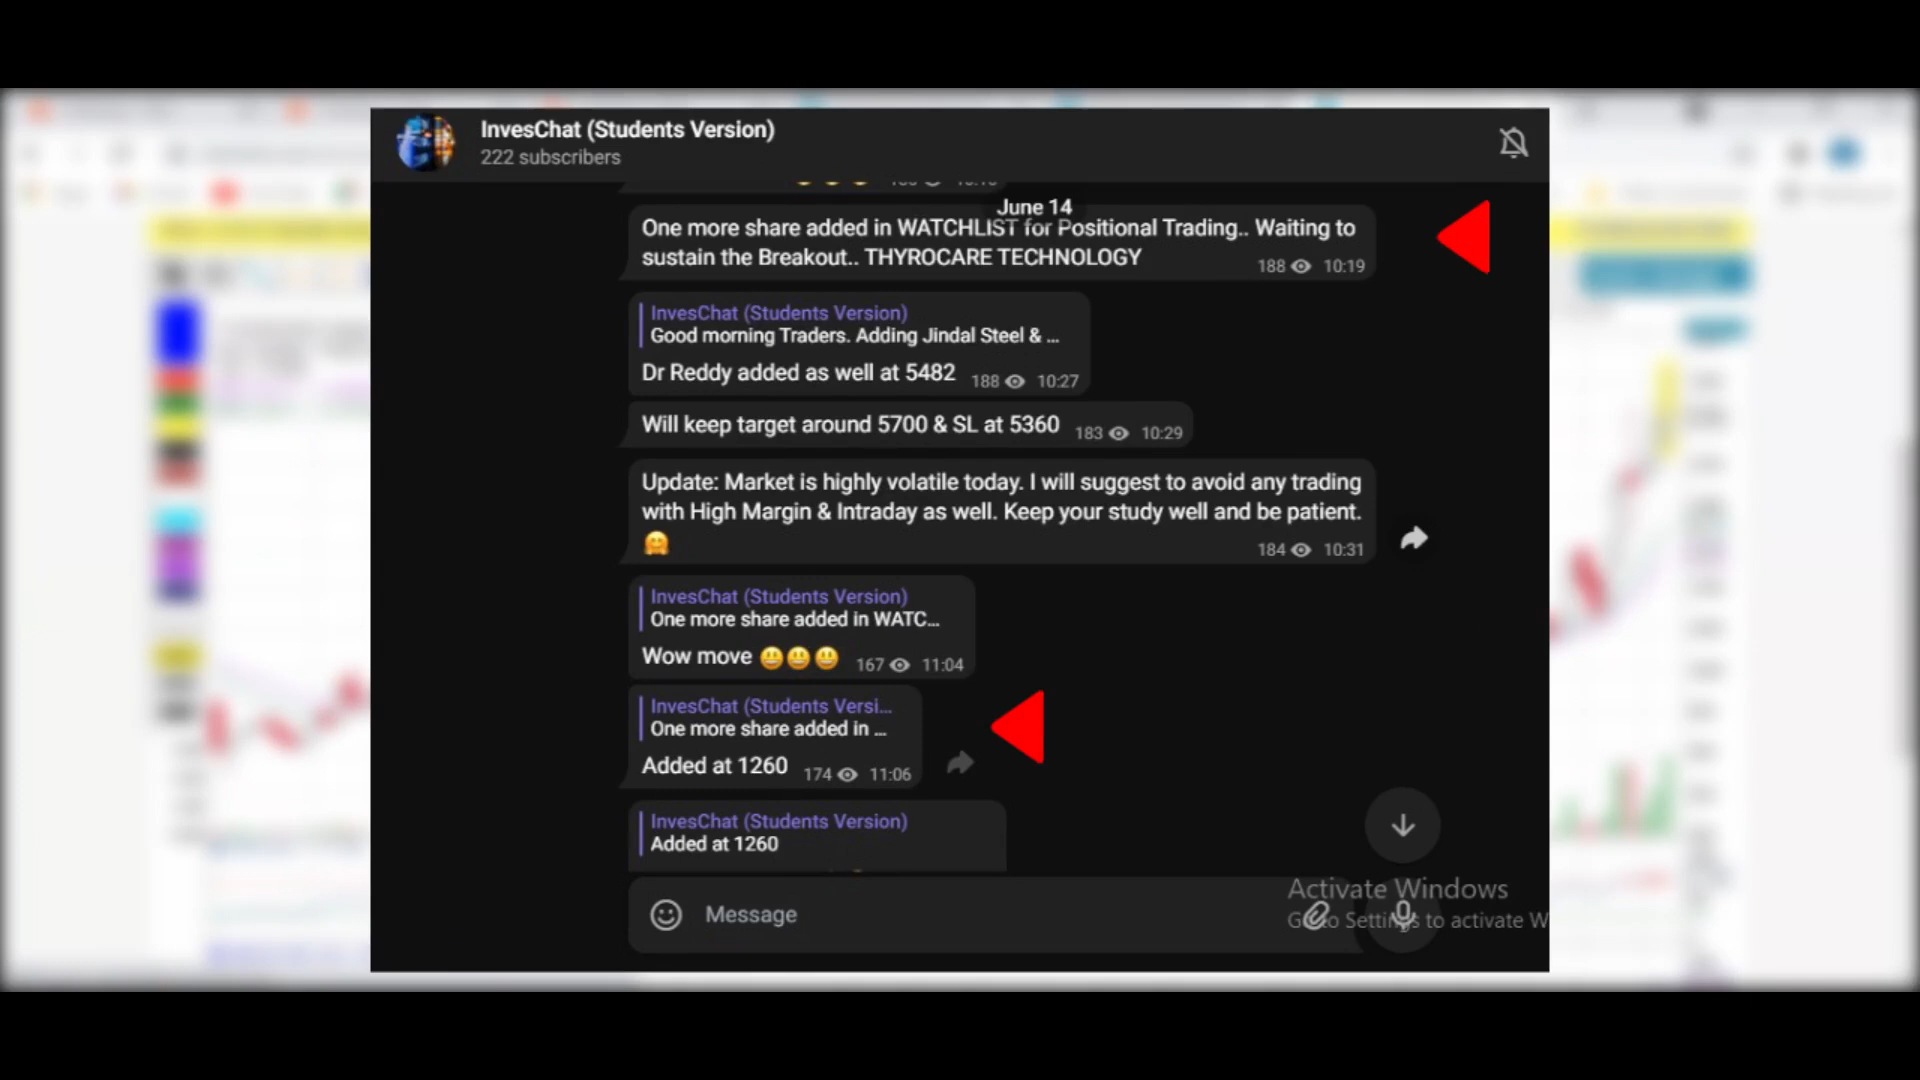 InvesChat (Students Version)
222 subscribers
June 14
One more share added in WATCHLIST for Positional Trading.. Waiting to
sustain the Breakout.. THYROCARE TECHNOLOGY
188 10:19
InvesChat (Students Version)
Good morning Traders. Adding Jindal Steel & ...
Dr Reddy added as well at 5482 188 10:27
Will keep target around 5700 & SL at 5360 183 10:29
Update: Market is highly volatile today. I will suggest to avoid any trading
with High Margin & Intraday as well. Keep your study well and be patient.
🤗 184 10:31
InvesChat (Students Version)
One more share added in WATC...
Wow move 😃😃😃 167 11:04
InvesChat (Students Versi...
One more share added in ...
Added at 1260 174 11:06
InvesChat (Students Version)
Added at 1260
Message
Activate Windows
Go to Settings to activate W